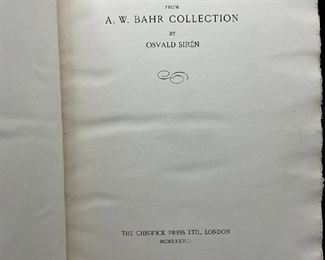 FROM
A. W. BAHR COLLECTION
BY
OSVALD SIRÉN
THE CHISWICK PRESS LTD., LONDON